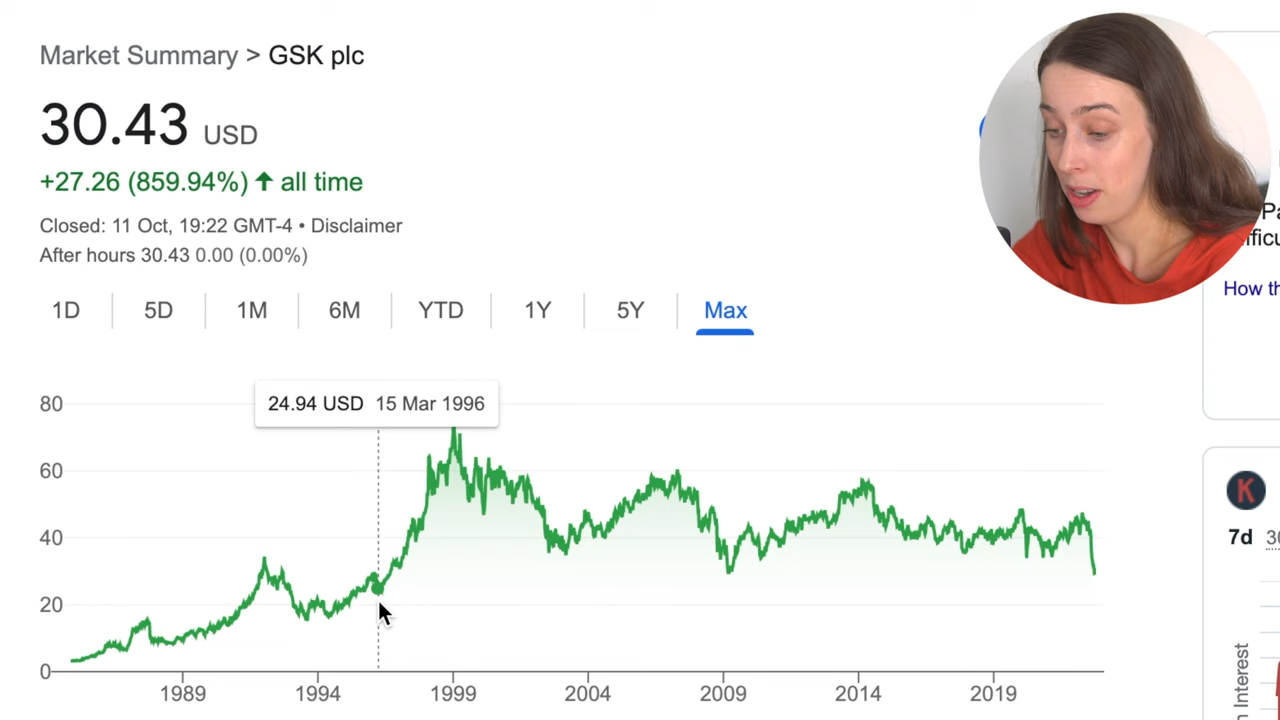 Market Summary > GSK plc
30.43 USD
+27.26 (859.94%) ↑ all time
Closed: 11 Oct, 19:22 GMT-4 • Disclaimer
After hours 30.43 0.00 (0.00%)
1D 5D 1M 6M YTD 1Y 5Y Max
24.94 USD 15 Mar 1996
80
60
40
20
0
1989 1994 1999 2004 2009 2014 2019
How th
K
7d 30
Interest